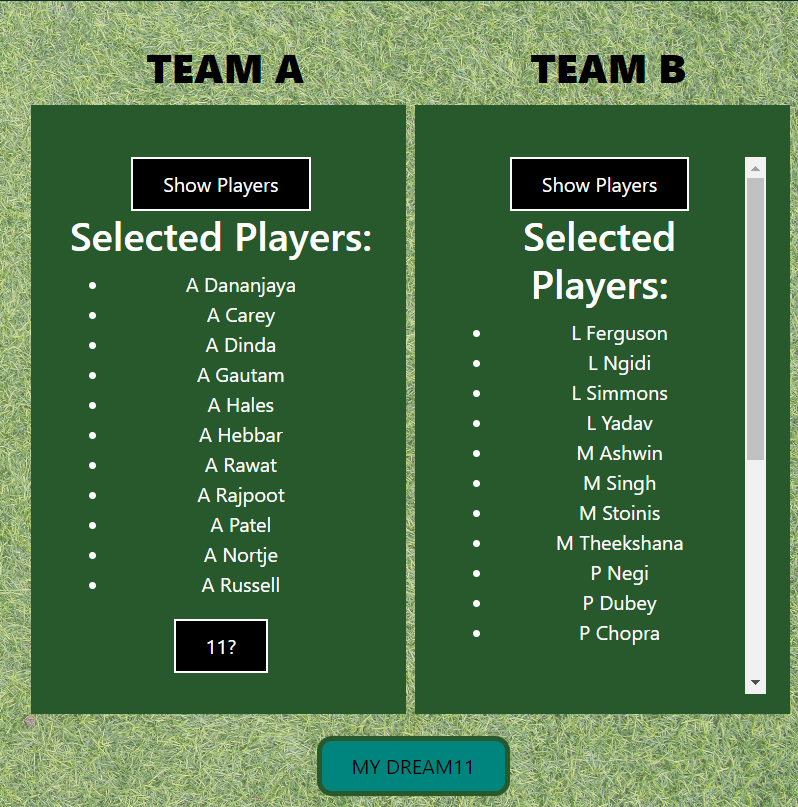 TEAM A
Show Players
Selected Players:
A Dananjaya
A Carey
A Dinda
A Gautam
A Hales
A Hebbar
A Rawat
A Rajpoot
A Patel
A Nortje
A Russell
11?
TEAM B
Show Players
Selected
Players:
L Ferguson
L Ngidi
L Simmons
L Yadav
M Ashwin
M Singh
M Stoinis
M Theekshana
P Negi
P Dubey
P Chopra
MY DREAM11